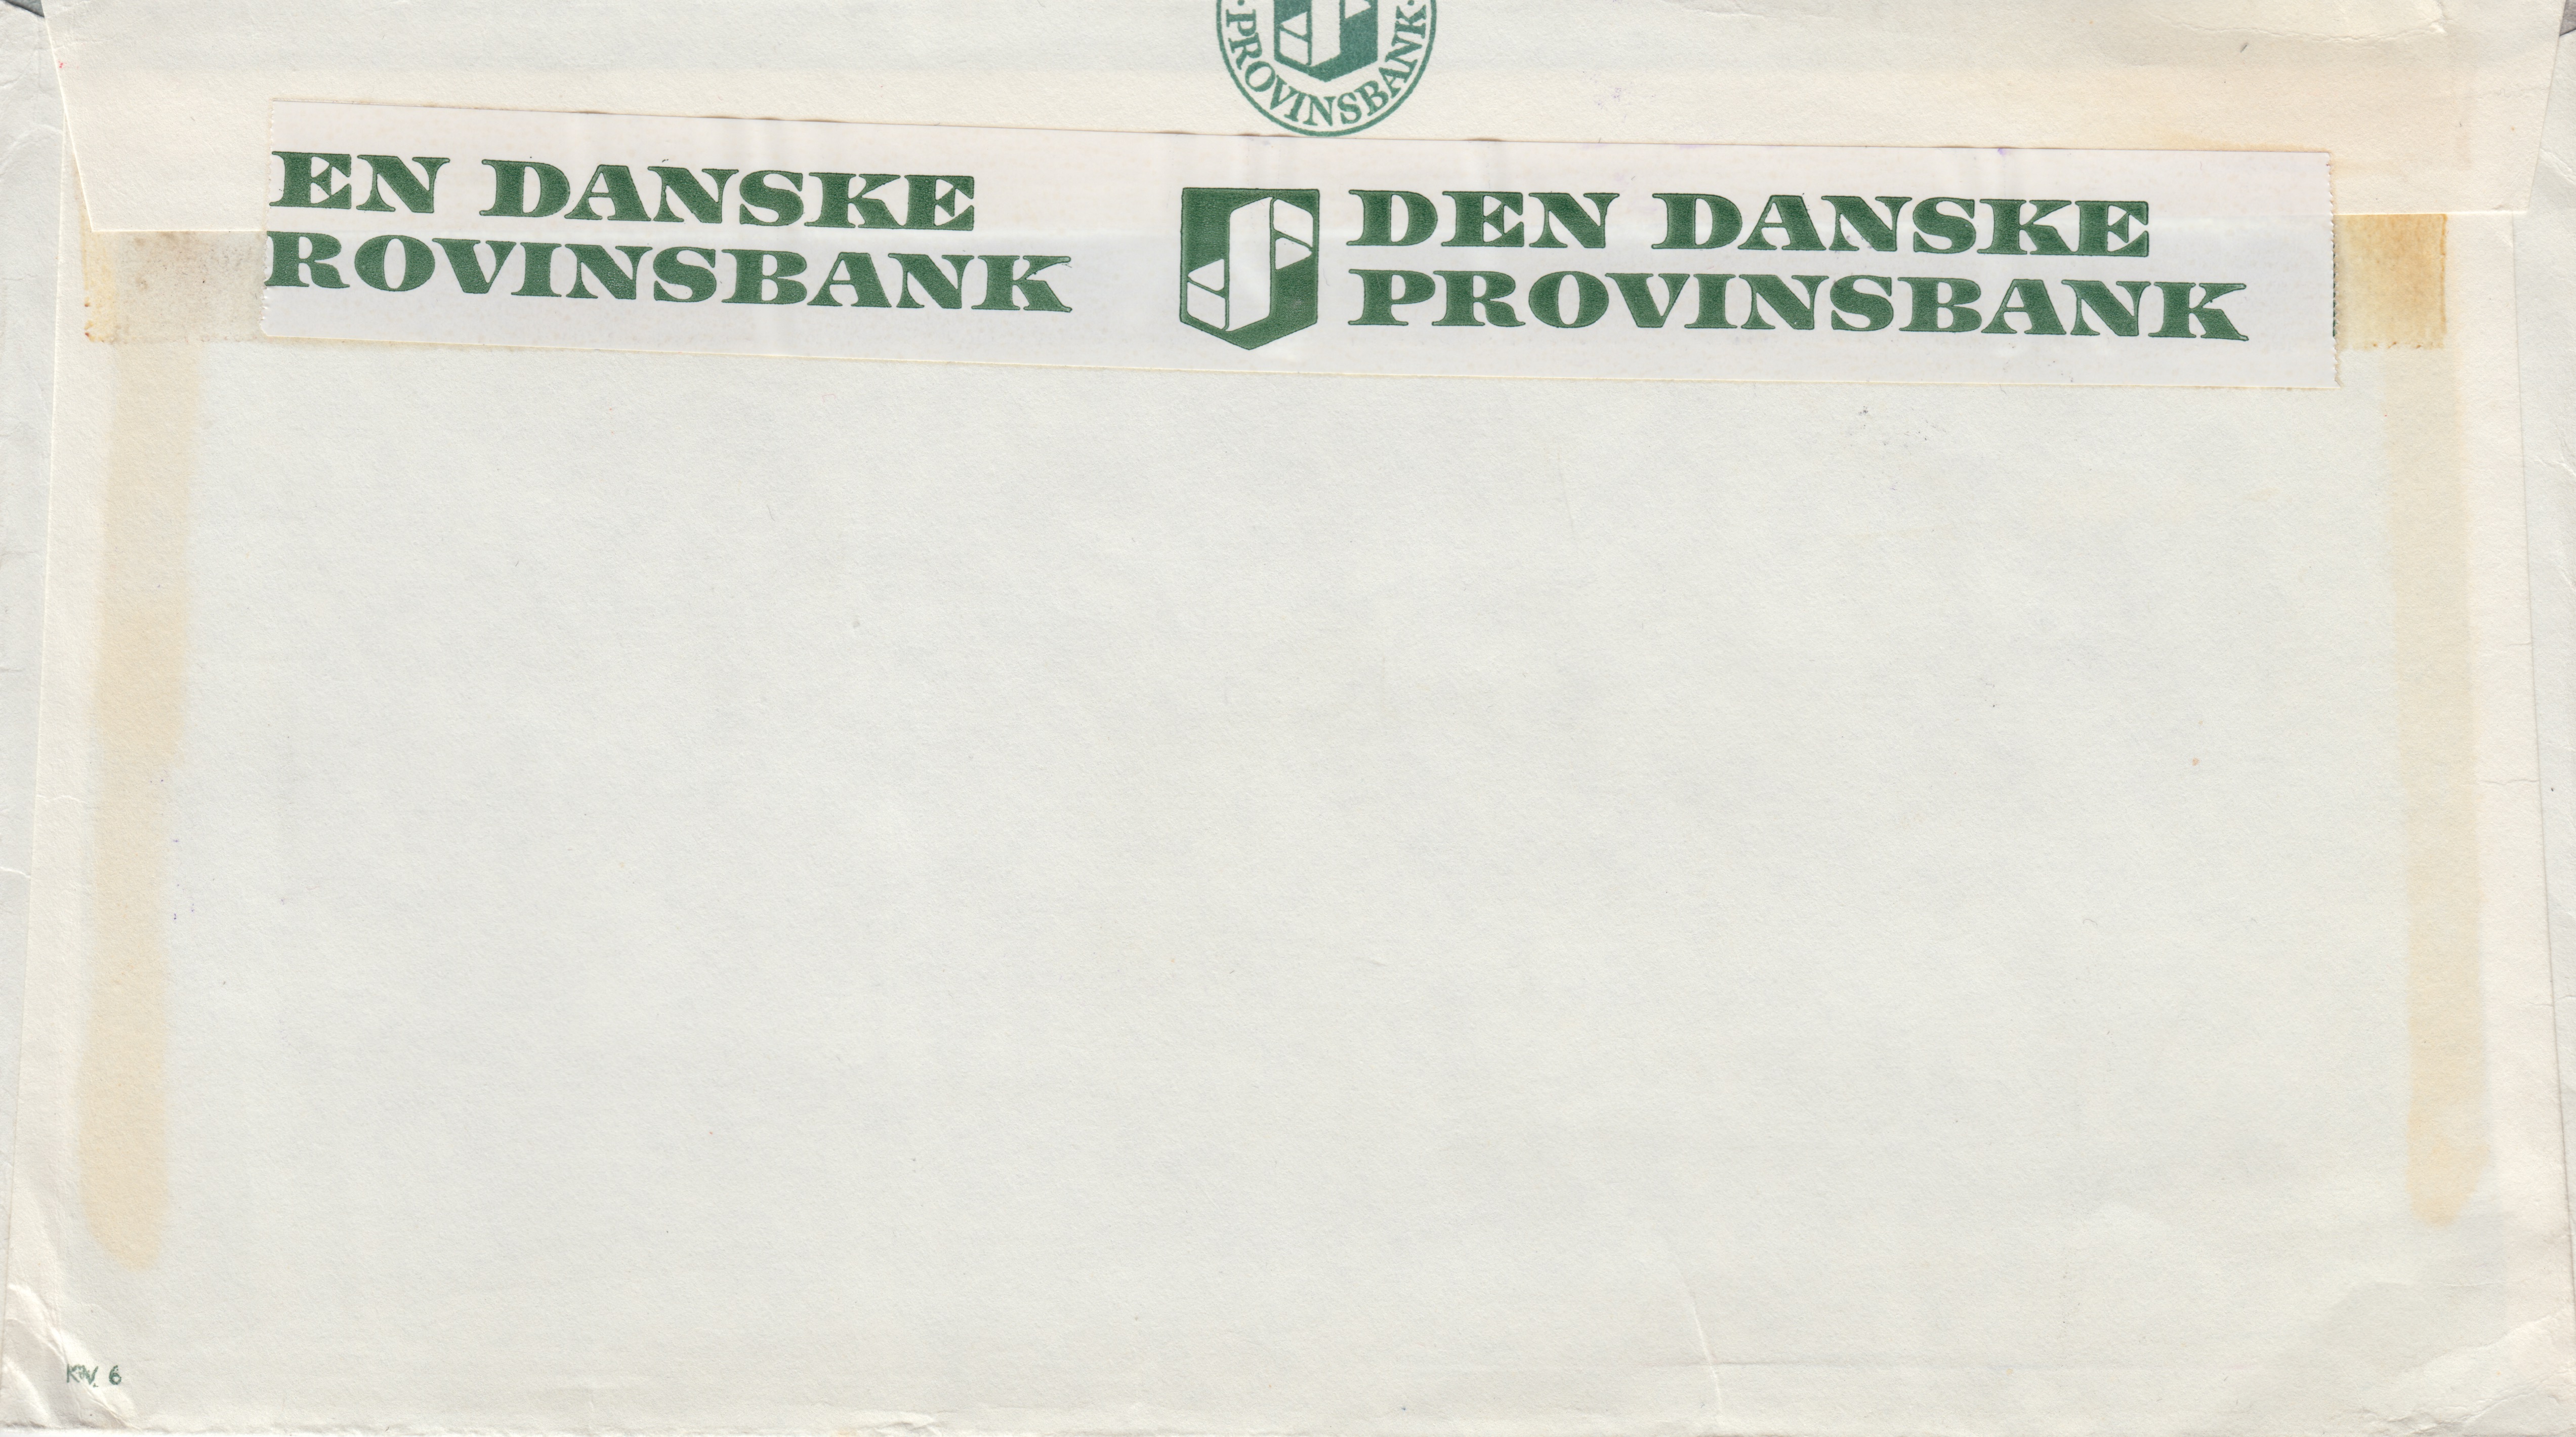 · PROVINSBANK ·
EN DANSKE
ROVINSBANK
DEN DANSKE
PROVINSBANK